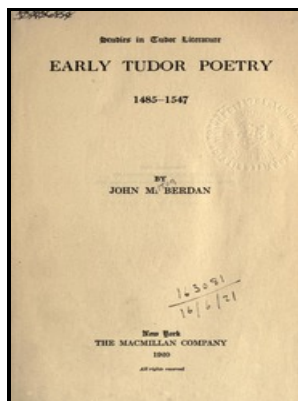 Studies in Tudor Literature
EARLY TUDOR POETRY
1485–1547
BY
JOHN M. BERDAN
163081
16/6/21
New York
THE MACMILLAN COMPANY
1920
All rights reserved